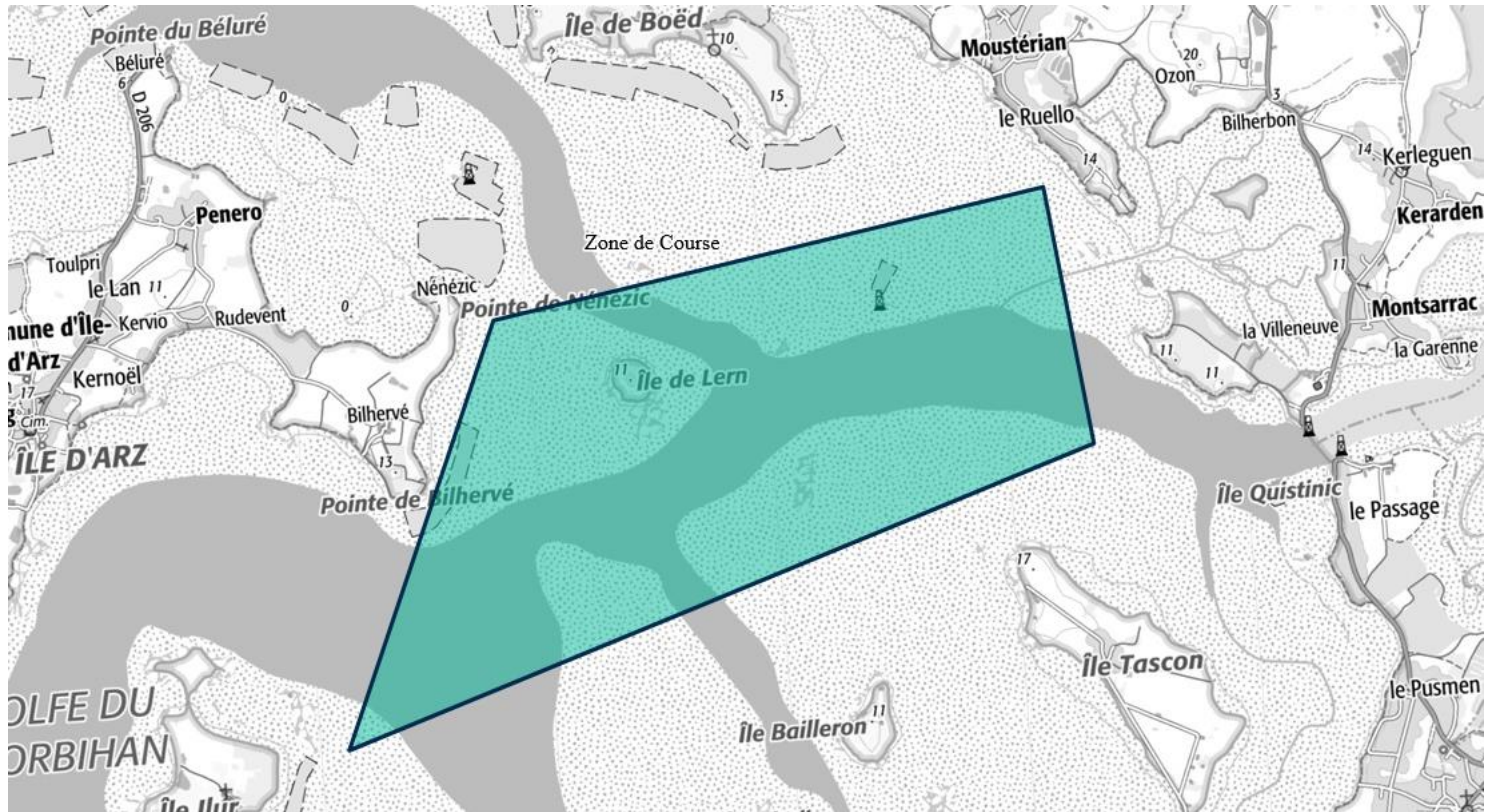 Pointe du Béluré
Île de Boëd
10
15
Béluré
6
0
D 206
Moustérian
Ozon
20
3
le Ruello
Bilherbon
14
14
Kerleguen
Kerarden
Penero
Zone de Course
Toulpri
le Lan
11
Nénézic
Pointe de Nénézic
0
mune d'Île-
d'Arz
Kervio
Rudevent
11
Montsarrac
la Villeneuve
la Garenne
11
11
Kernoël
17
Cim.
11
Île de Lern
Bilhervé
13
ÎLE D'ARZ
Pointe de Bilhervé
Île Quistinic
le Passage
17
Île Tascon
le Pusmen
OLFE DU
ORBIHAN
Île Bailleron
11
Île Ilur